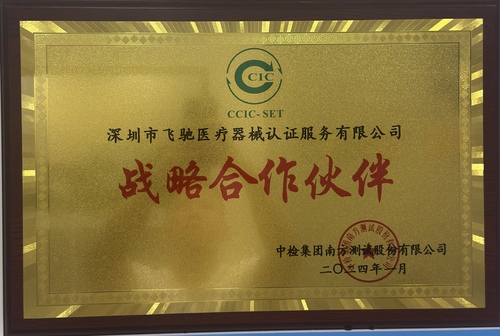 CCIC
CCIC-SET
深圳市飞驰医疗器械认证服务有限公司
战略合作伙伴
中检集团南方测试股份有限公司
二〇二四年一月